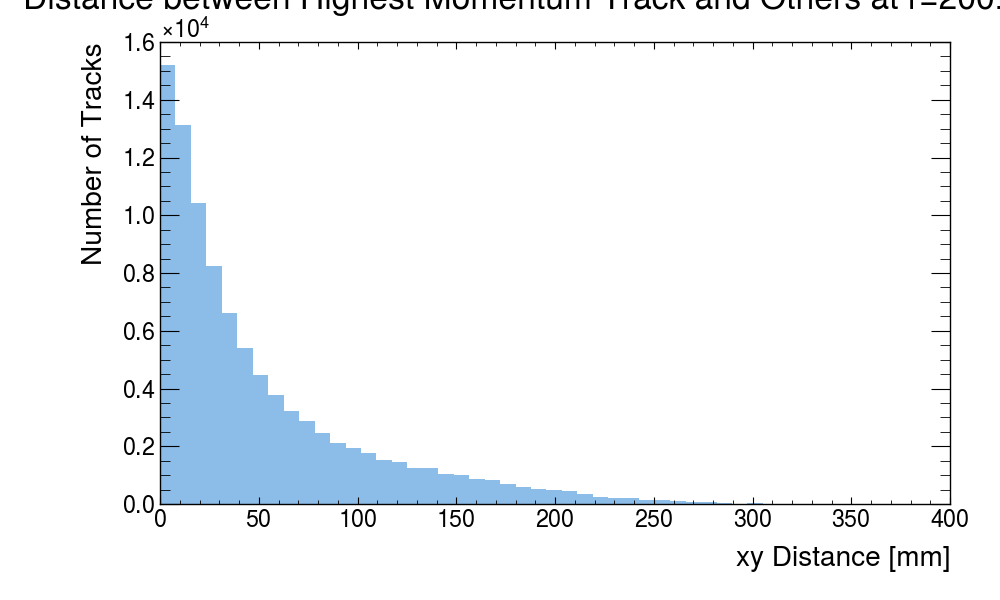 Distance between Highest Momentum Track and Others at r=200.
×10⁴
1.6
1.4
1.2
1.0
0.8
0.6
0.4
0.2
0.0
Number of Tracks
0 50 100 150 200 250 300 350 400
xy Distance [mm]